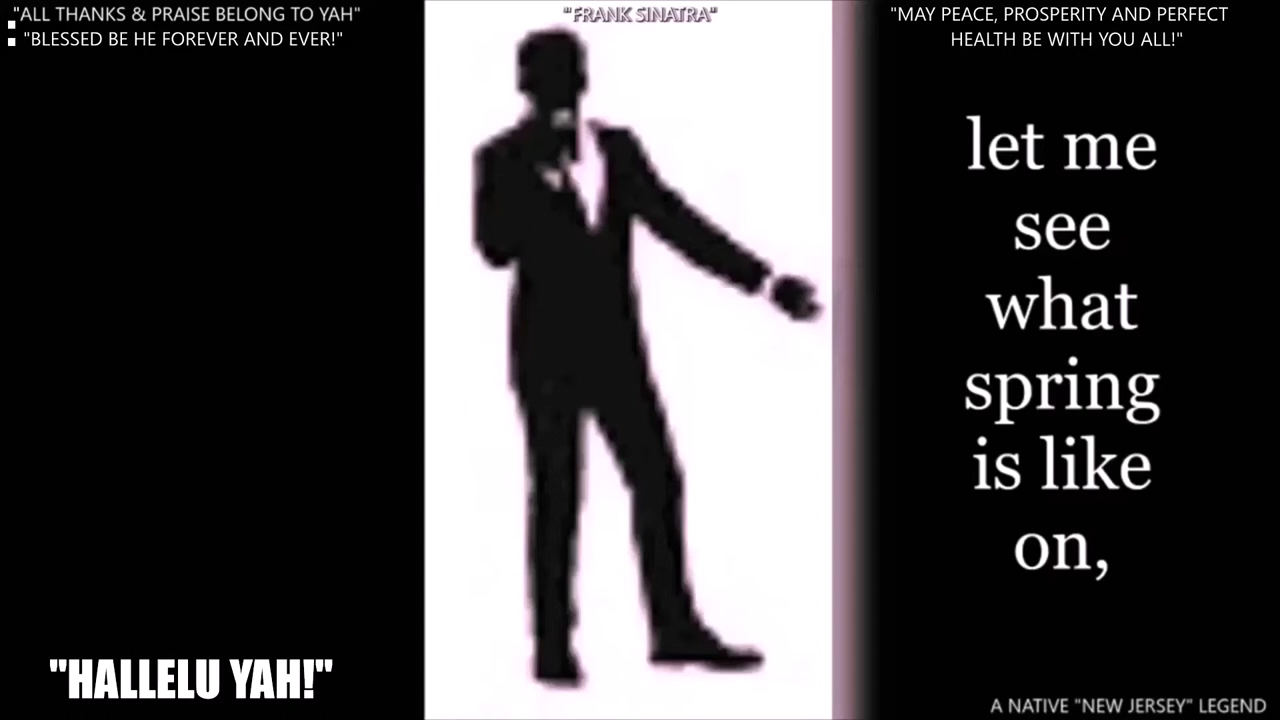 "ALL THANKS & PRAISE BELONG TO YAH"
"BLESSED BE HE FOREVER AND EVER!"
"FRANK SINATRA"
"MAY PEACE, PROSPERITY AND PERFECT
HEALTH BE WITH YOU ALL!"
let me
see
what
spring
is like
on,
"HALLELU YAH!"
A NATIVE "NEW JERSEY" LEGEND